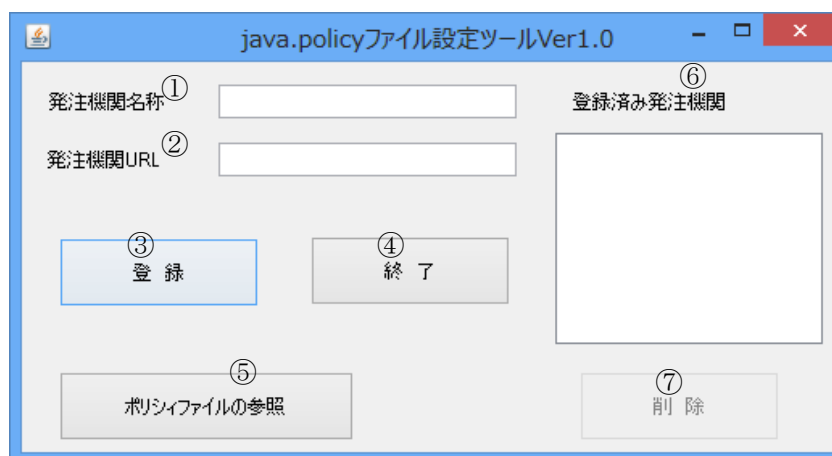 java.policyファイル設定ツールVer1.0
発注機関名称①
⑥
登録済み発注機関
発注機関URL②
③
登 録
④
終 了
⑤
ポリシィファイルの参照
⑦
削 除